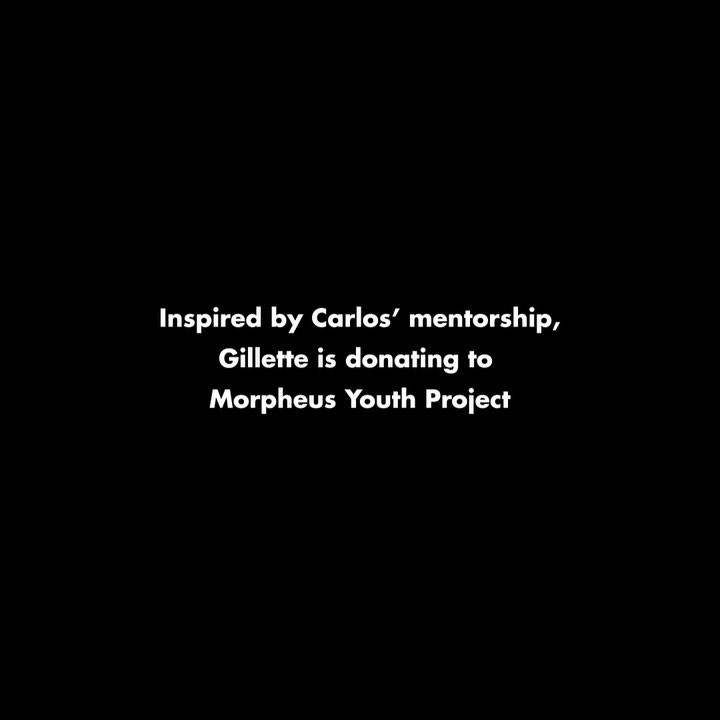 Inspired by Carlos’ mentorship,
Gillette is donating to
Morpheus Youth Project